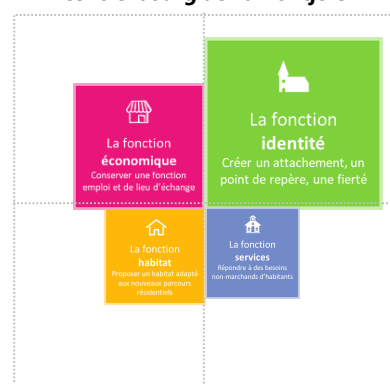 La fonction
identité
Créer un attachement, un
point de repère, une fierté
La fonction
économique
Conserver une fonction
emploi et de lieu d'échange
La fonction
habitat
Proposer un habitat adapté
aux nouveaux parcours
résidentiels
La fonction
services
Répondre à des besoins
non-marchands d'habitants